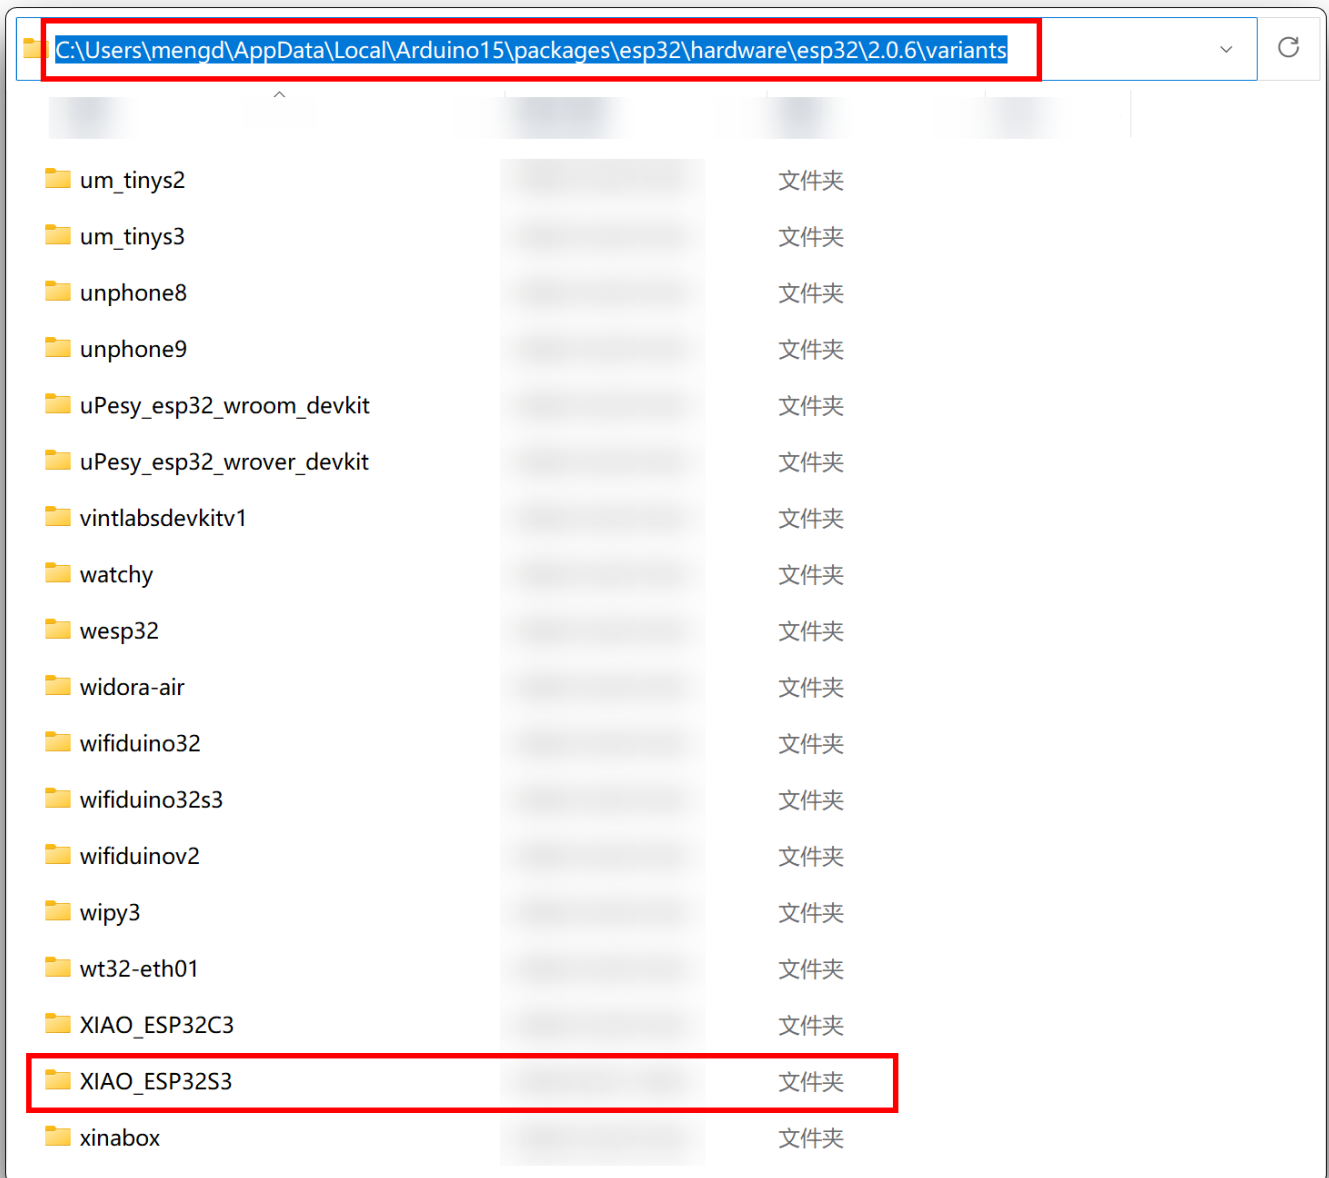 C:\Users\mengd\AppData\Local\Arduino15\packages\esp32\hardware\esp32\2.0.6\variants
um_tinys2 文件夹
um_tinys3 文件夹
unphone8 文件夹
unphone9 文件夹
uPesy_esp32_wroom_devkit 文件夹
uPesy_esp32_wrover_devkit 文件夹
vintlabsdevkitv1 文件夹
watchy 文件夹
wesp32 文件夹
widora-air 文件夹
wifiduino32 文件夹
wifiduino32s3 文件夹
wifiduinov2 文件夹
wipy3 文件夹
wt32-eth01 文件夹
XIAO_ESP32C3 文件夹
XIAO_ESP32S3 文件夹
xinabox 文件夹